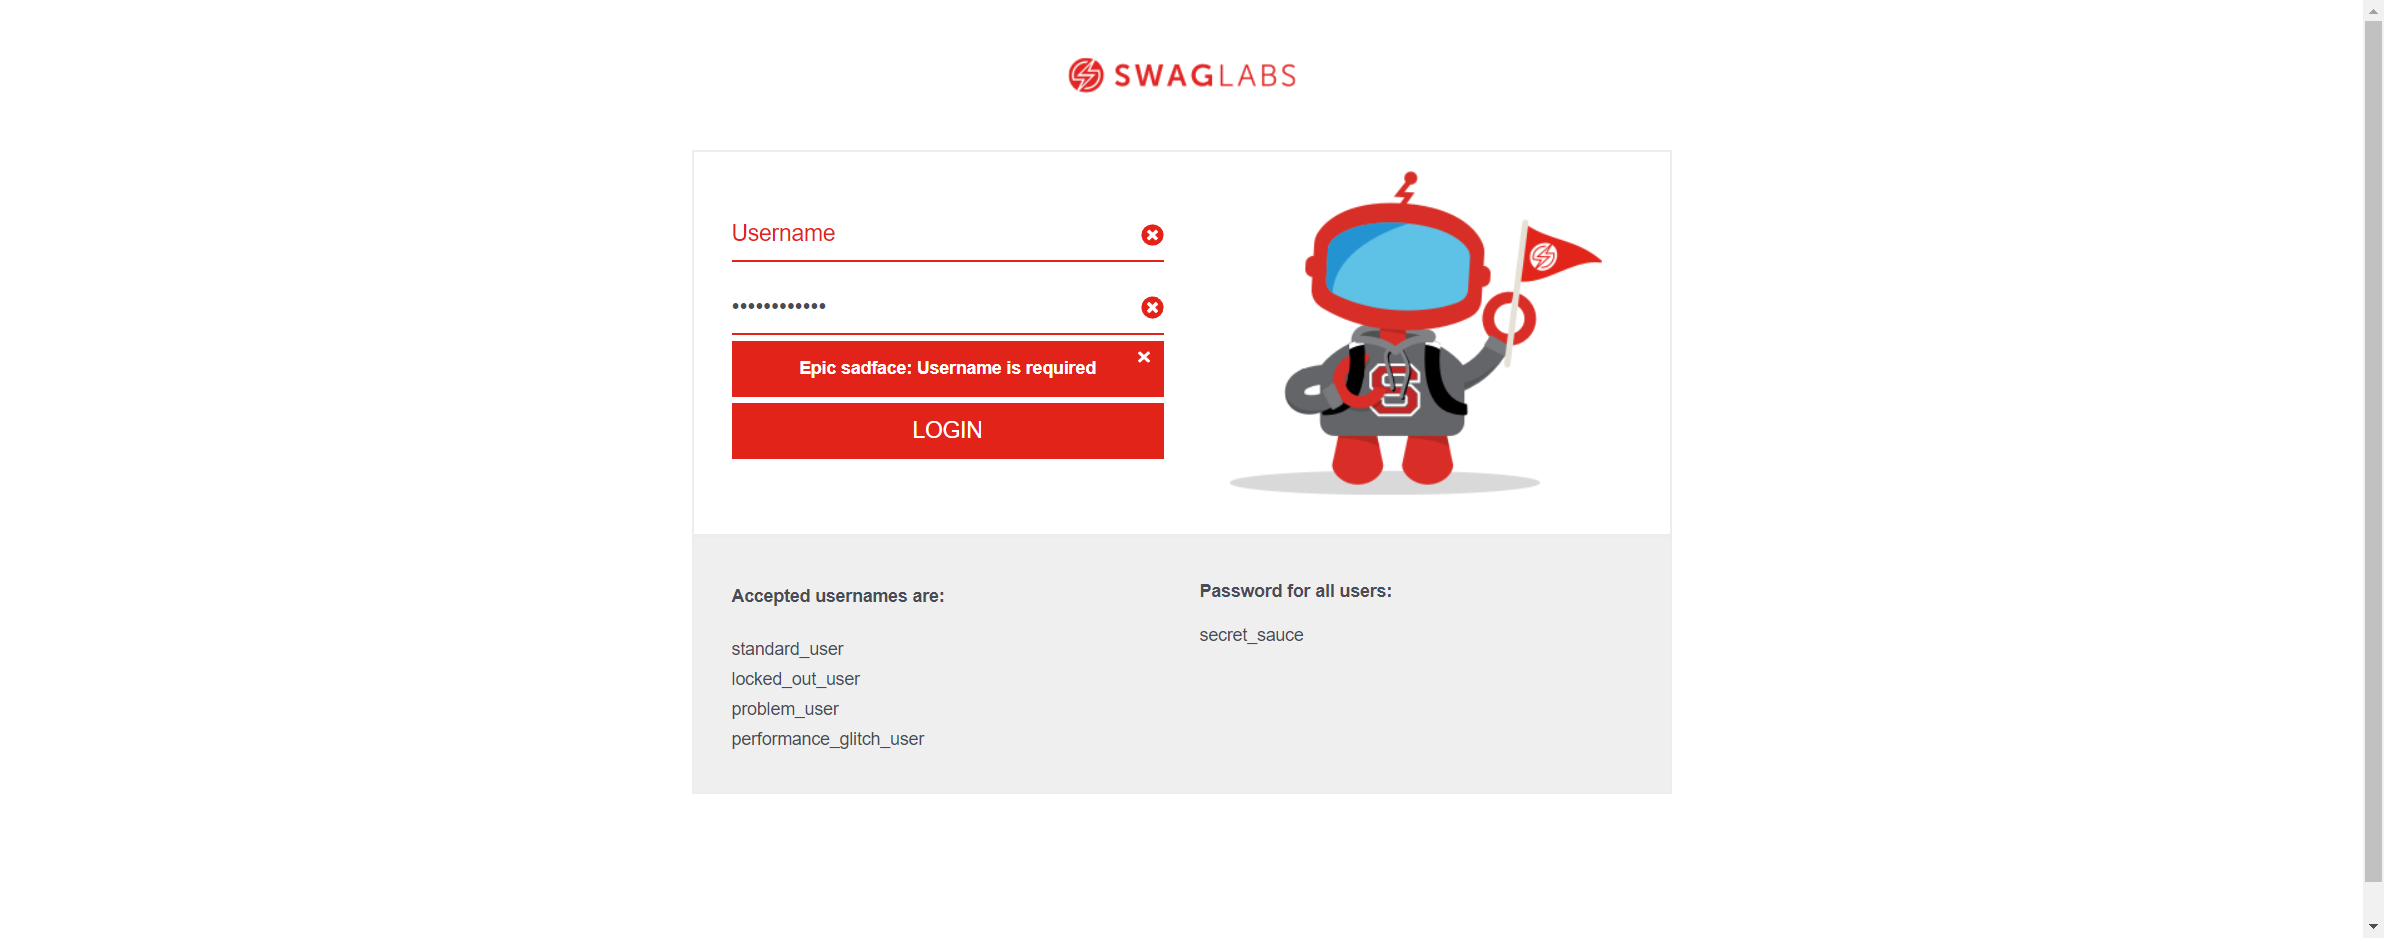 SWAGLABS
Username
••••••••••••
Epic sadface: Username is required
LOGIN
S
Accepted usernames are:
standard_user
locked_out_user
problem_user
performance_glitch_user
Password for all users:
secret_sauce